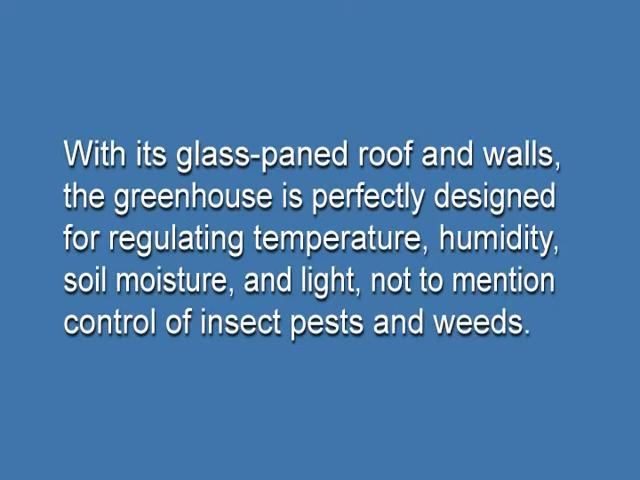 With its glass-paned roof and walls,
the greenhouse is perfectly designed
for regulating temperature, humidity,
soil moisture, and light, not to mention
control of insect pests and weeds.